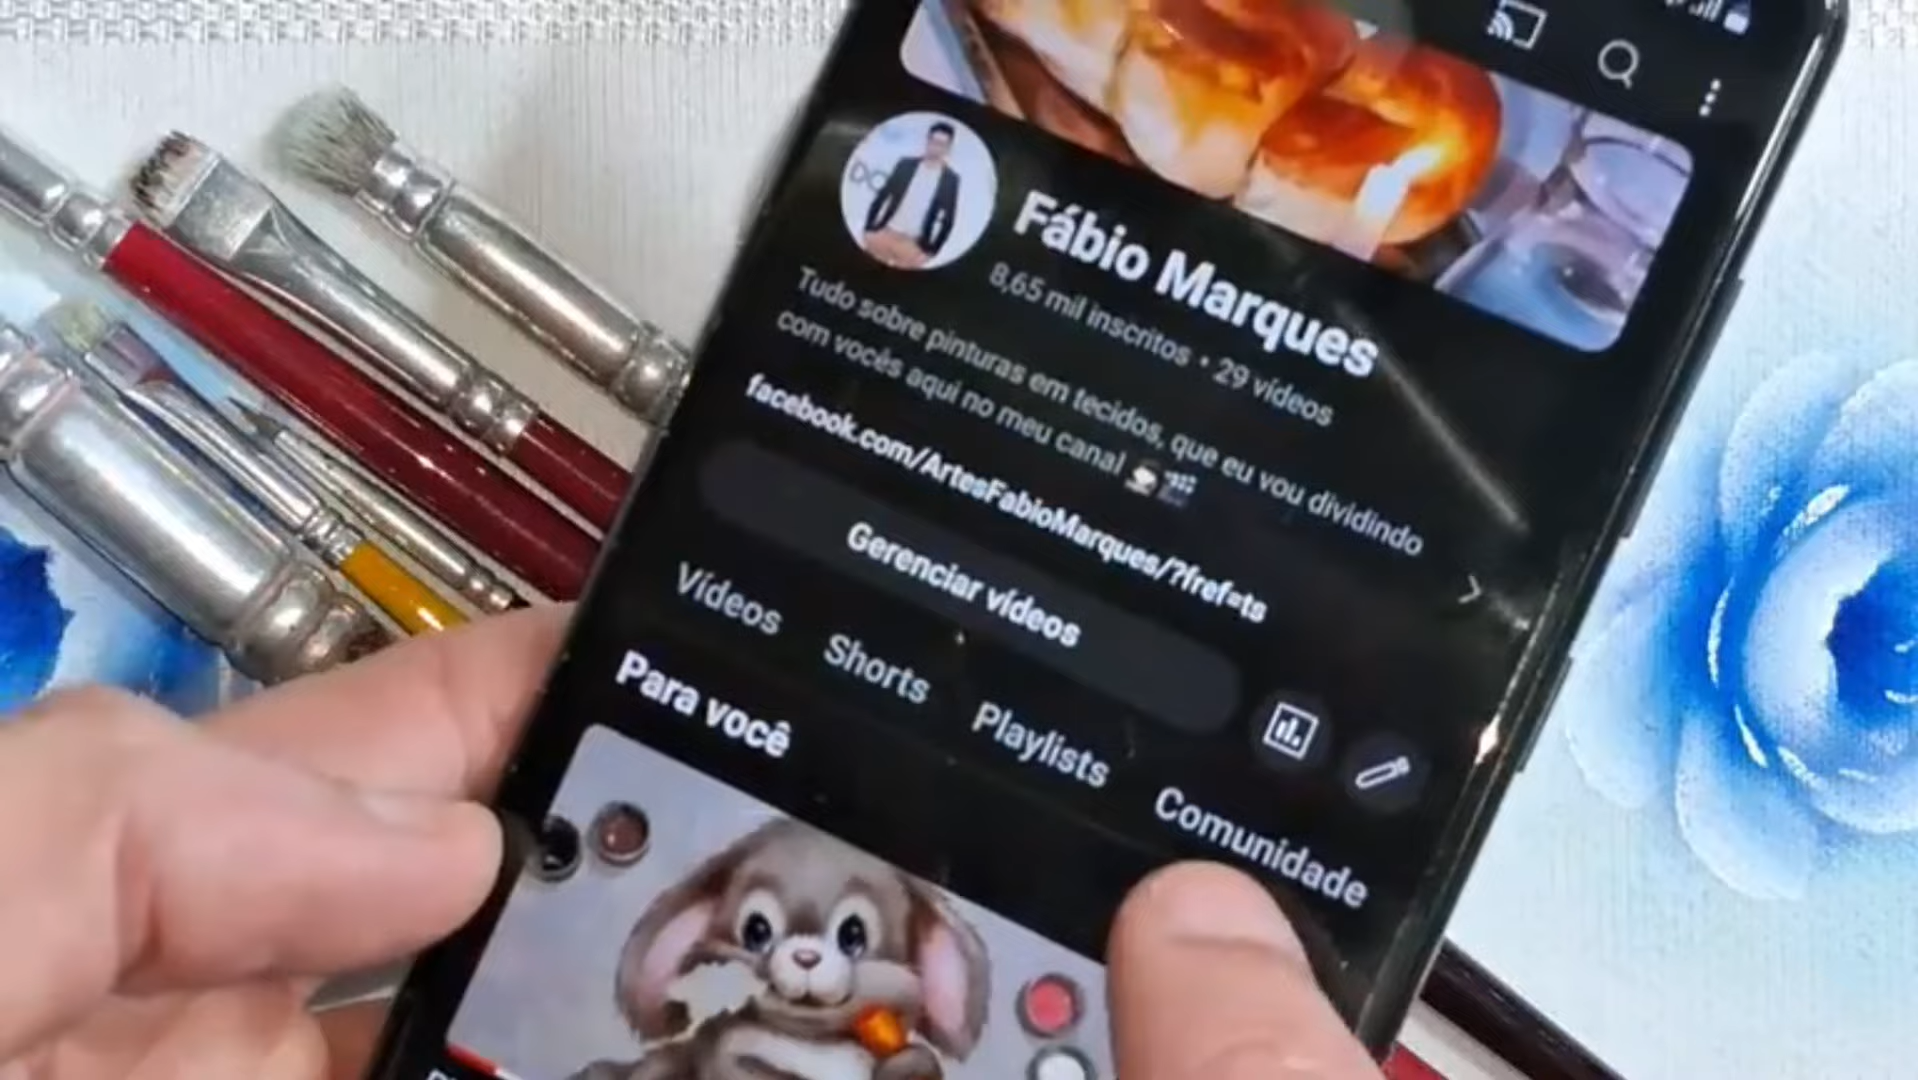 DO
Fábio Marques
8,65 mil inscritos • 29 vídeos
Tudo sobre pinturas em tecidos, que eu vou dividindo
com vocês aqui no meu canal
facebook.com/ArtesFabioMarques/?fref=ts
Gerenciar vídeos
Vídeos Shorts Playlists Comunidade
Para você